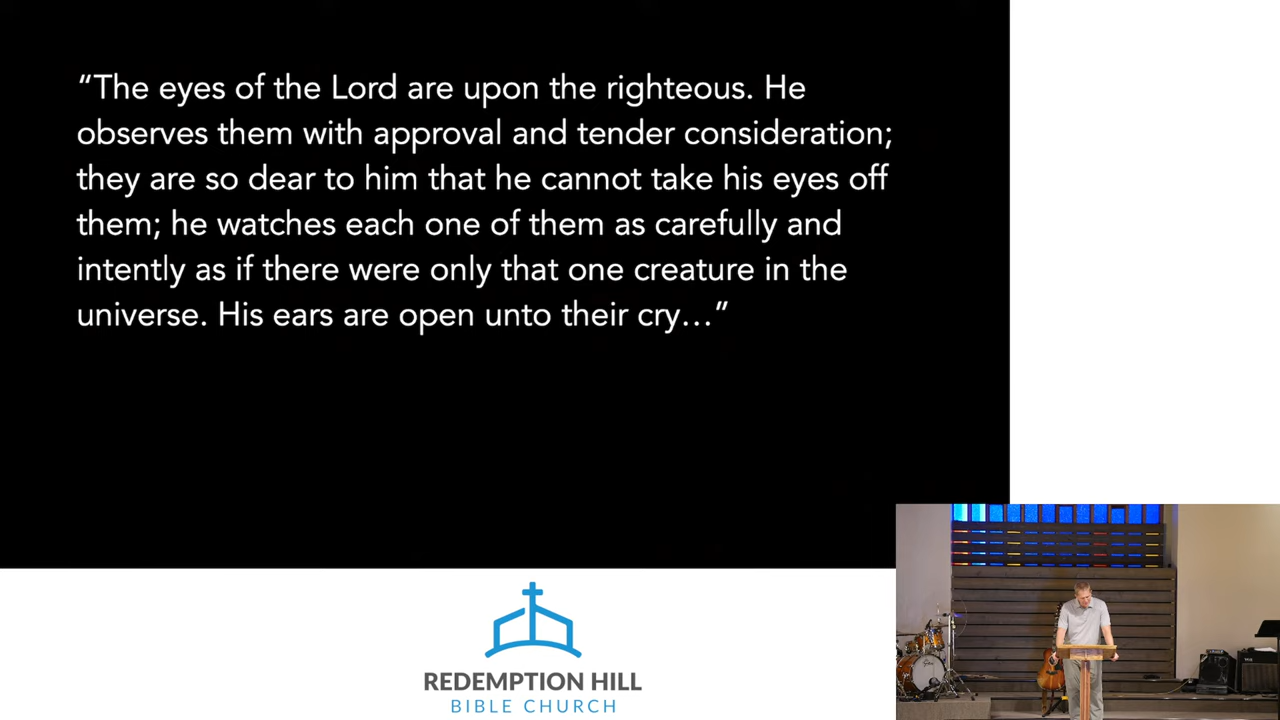 “The eyes of the Lord are upon the righteous. He
observes them with approval and tender consideration;
they are so dear to him that he cannot take his eyes off
them; he watches each one of them as carefully and
intently as if there were only that one creature in the
universe. His ears are open unto their cry…”
REDEMPTION HILL
BIBLE CHURCH